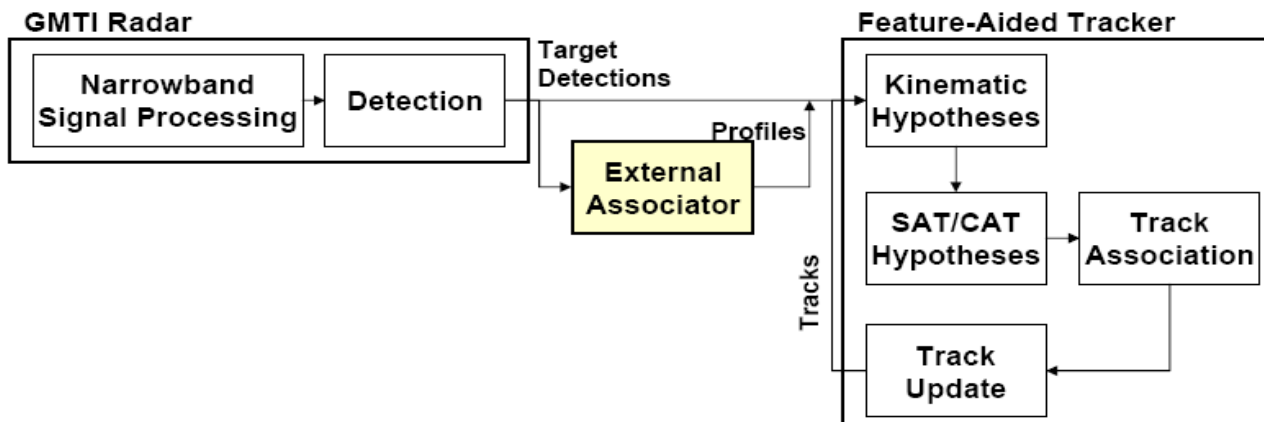 GMTI Radar
Narrowband
Signal Processing
Detection
Target
Detections
Profiles
External
Associator
Feature-Aided Tracker
Kinematic
Hypotheses
SAT/CAT
Hypotheses
Track
Association
Tracks
Track
Update